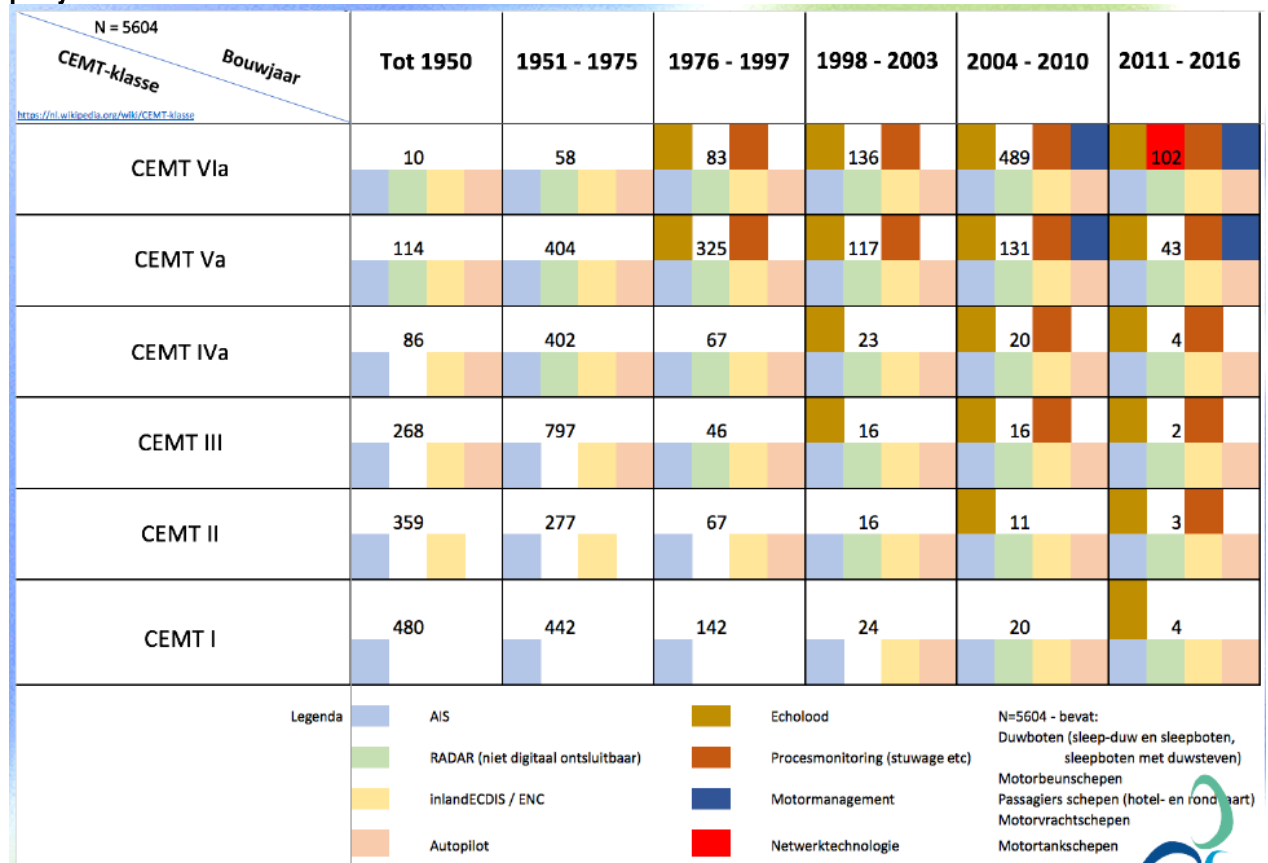 N = 5604
CEMT-klasse
Bouwjaar
https://nl.wikipedia.org/wiki/CEMT-klasse
Tot 1950 1951 - 1975 1976 - 1997 1998 - 2003 2004 - 2010 2011 - 2016
CEMT VIa 10 58 83 136 489 102
CEMT Va 114 404 325 117 131 43
CEMT IVa 86 402 67 23 20 4
CEMT III 268 797 46 16 16 2
CEMT II 359 277 67 16 11 3
CEMT I 480 442 142 24 20 4
Legenda AIS Echolood N=5604 - bevat:
Duwboten (sleep-duw en sleepboten,
RADAR (niet digitaal ontsluitbaar) Procesmonitoring (stuwage etc) sleepboten met duwsteven)
Motorbeunschepen
inlandECDIS / ENC Motormanagement Passagiers schepen (hotel- en rondvaart)
Motorvrachtschepen
Autopilot Netwerktechnologie Motortankschepen